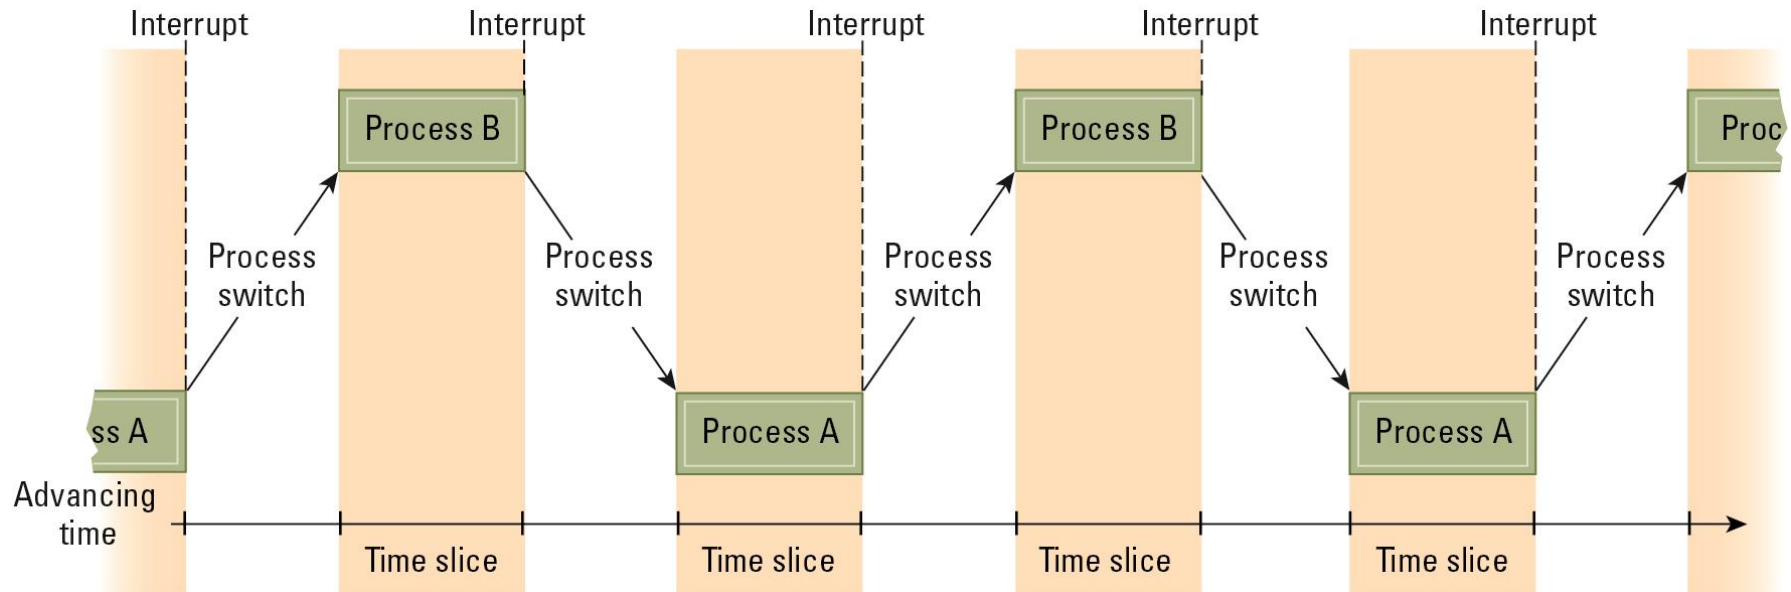 Interrupt
Interrupt
Interrupt
Interrupt
Interrupt
Process B
Process B
Proc
Process
switch
Process
switch
Process
switch
Process
switch
Process
switch
ss A
Process A
Process A
Advancing
time
Time slice
Time slice
Time slice
Time slice